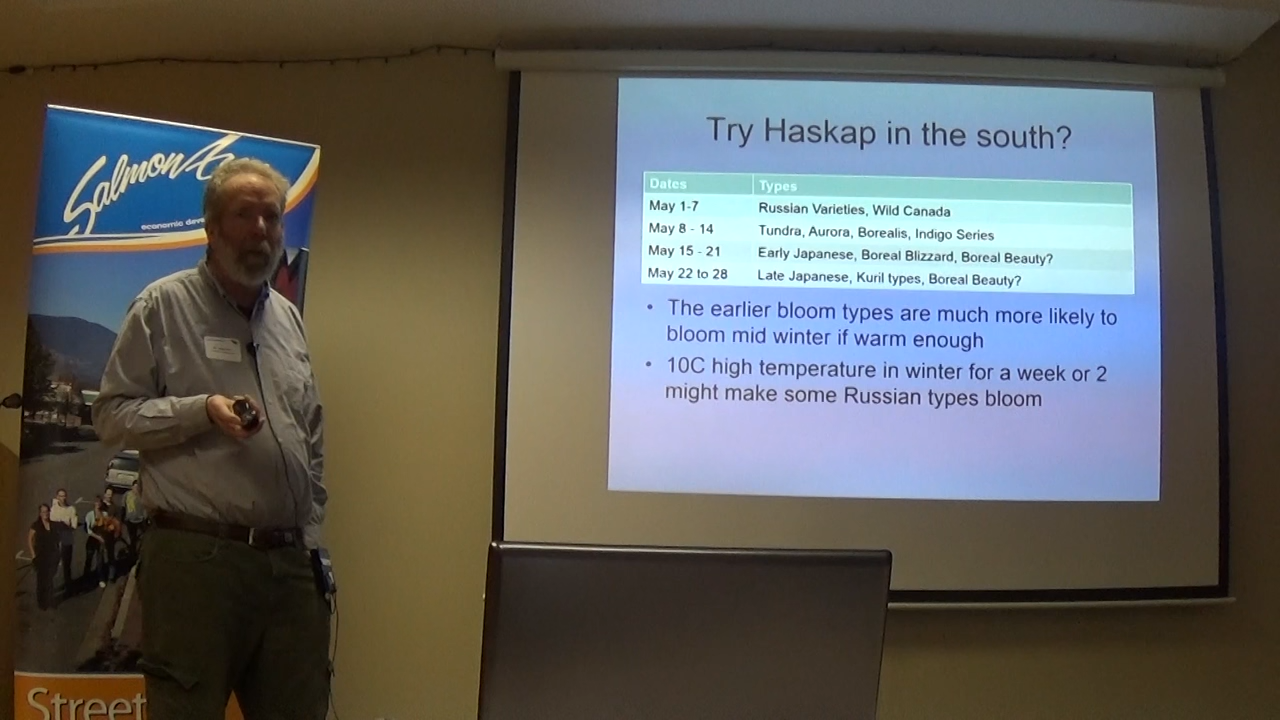 Salmon
economic
Street
Try Haskap in the south?
Dates Types
May 1-7 Russian Varieties, Wild Canada
May 8 - 14 Tundra, Aurora, Borealis, Indigo Series
May 15 - 21 Early Japanese, Boreal Blizzard, Boreal Beauty?
May 22 to 28 Late Japanese, Kuril types, Boreal Beauty?
• The earlier bloom types are much more likely to
bloom mid winter if warm enough
• 10C high temperature in winter for a week or 2
might make some Russian types bloom